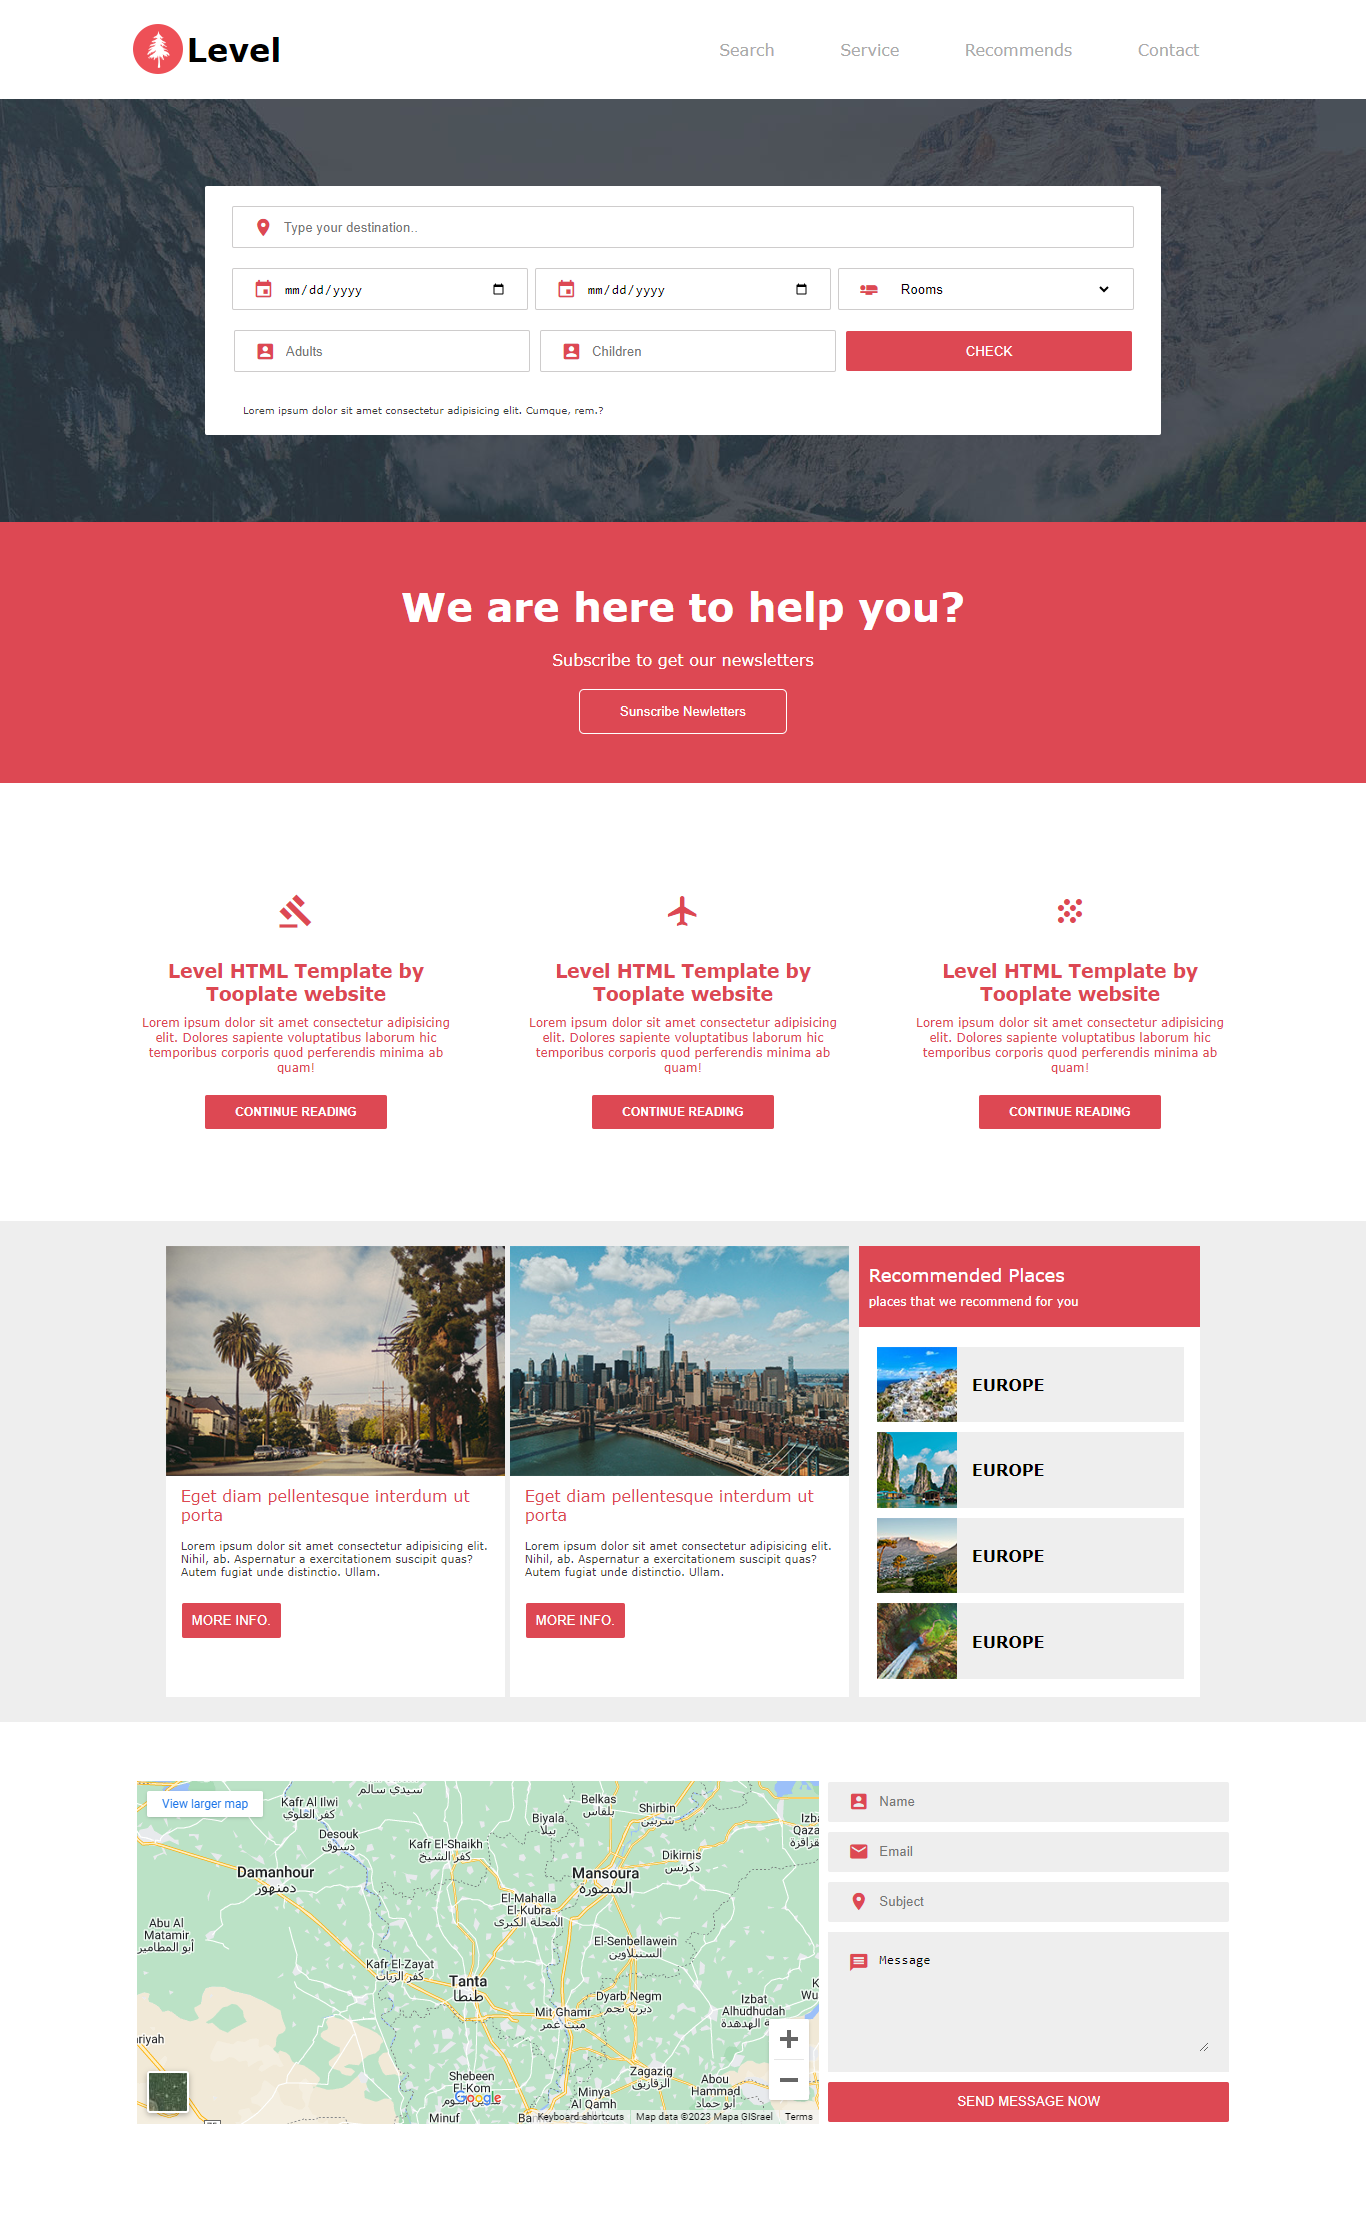 Level
Search Service Recommends Contact
Type your destination..
mm/dd/yyyy mm/dd/yyyy Rooms
Adults Children CHECK
Lorem ipsum dolor sit amet consectetur adipisicing elit. Cumque, rem.?
We are here to help you?
Subscribe to get our newsletters
Sunscribe Newletters
Level HTML Template by
Tooplate website
Lorem ipsum dolor sit amet consectetur adipisicing
elit. Dolores sapiente voluptatibus laborum hic
temporibus corporis quod perferendis minima ab
quam!
CONTINUE READING
Level HTML Template by
Tooplate website
Lorem ipsum dolor sit amet consectetur adipisicing
elit. Dolores sapiente voluptatibus laborum hic
temporibus corporis quod perferendis minima ab
quam!
CONTINUE READING
Level HTML Template by
Tooplate website
Lorem ipsum dolor sit amet consectetur adipisicing
elit. Dolores sapiente voluptatibus laborum hic
temporibus corporis quod perferendis minima ab
quam!
CONTINUE READING
Eget diam pellentesque interdum ut
porta
Lorem ipsum dolor sit amet consectetur adipisicing elit.
Nihil, ab. Aspernatur a exercitationem suscipit quas?
Autem fugiat unde distinctio. Ullam.
MORE INFO.
Eget diam pellentesque interdum ut
porta
Lorem ipsum dolor sit amet consectetur adipisicing elit.
Nihil, ab. Aspernatur a exercitationem suscipit quas?
Autem fugiat unde distinctio. Ullam.
MORE INFO.
Recommended Places
places that we recommend for you
EUROPE
EUROPE
EUROPE
EUROPE
View larger map
سيدي سالم
Kafr Al Ilwi
كفر العلوي
Desouk
دسوق
Kafr El-Shaikh
كفر الشيخ
Biyala
بيلا
Belkas
بلقاس
Shirbin
شربين
Dikirnis
دكرنس
Damanhour
دمنهور
Mansoura
المنصورة
El-Mahalla
El-Kubra
المحلة الكبرى
Abu Al
Matamir
أبو المطامير
El-Senbellawein
السنبلاوين
Kafr El-Zayat
كفر الزيات
Tanta
طنطا
Mit Ghamr
ميت غمر
Dyarb Negm
ديرب نجم
Izbat
Alhudhudah
ة الهدهدة
riyah
Shebeen
El-Kom
Google
Minya
Al Qamh
Zagazig
الزقازيق
Abou
Hammad
أبو حماد
Minuf
Keyboard shortcuts Map data ©2023 Mapa GISrael Terms
Name
Email
Subject
Message
SEND MESSAGE NOW